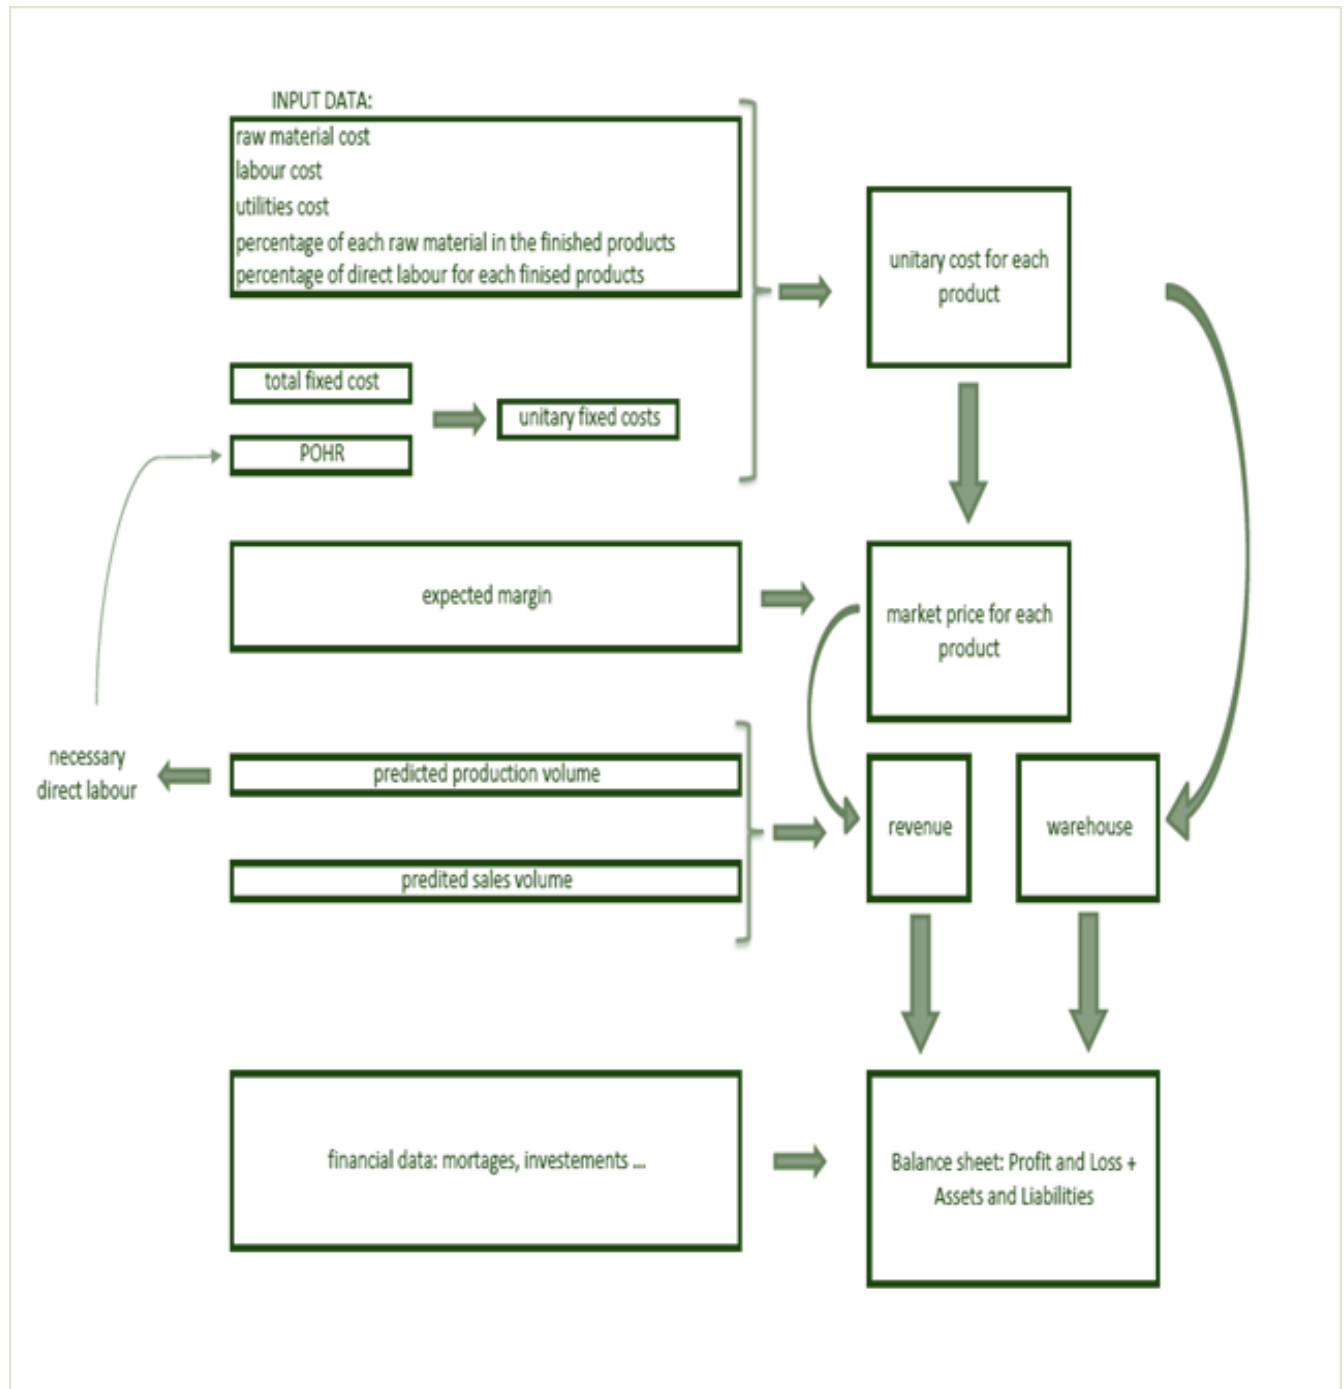 INPUT DATA:
raw material cost
labour cost
utilities cost
percentage of each raw material in the finished products
percentage of direct labour for each finised products
unitary cost for each
product
total fixed cost
unitary fixed costs
POHR
expected margin
market price for each
product
necessary
direct labour
predicted production volume
predited sales volume
revenue
warehouse
financial data: mortages, investements ...
Balance sheet: Profit and Loss +
Assets and Liabilities